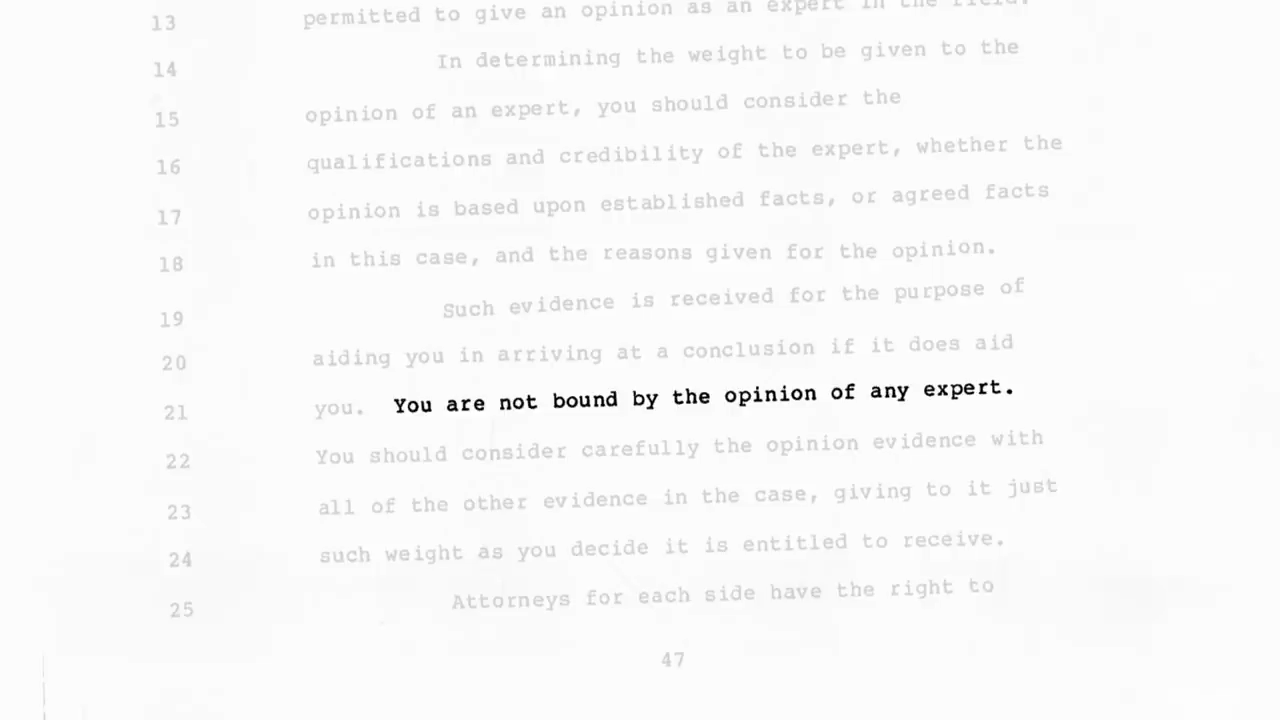 13 permitted to give an opinion as an expert in the field.
14 In determining the weight to be given to the
15 opinion of an expert, you should consider the
16 qualifications and credibility of the expert, whether the
17 opinion is based upon established facts, or agreed facts
18 in this case, and the reasons given for the opinion.
19 Such evidence is received for the purpose of
20 aiding you in arriving at a conclusion if it does aid
21 you. You are not bound by the opinion of any expert.
22 You should consider carefully the opinion evidence with
23 all of the other evidence in the case, giving to it just
24 such weight as you decide it is entitled to receive.
25 Attorneys for each side have the right to
47